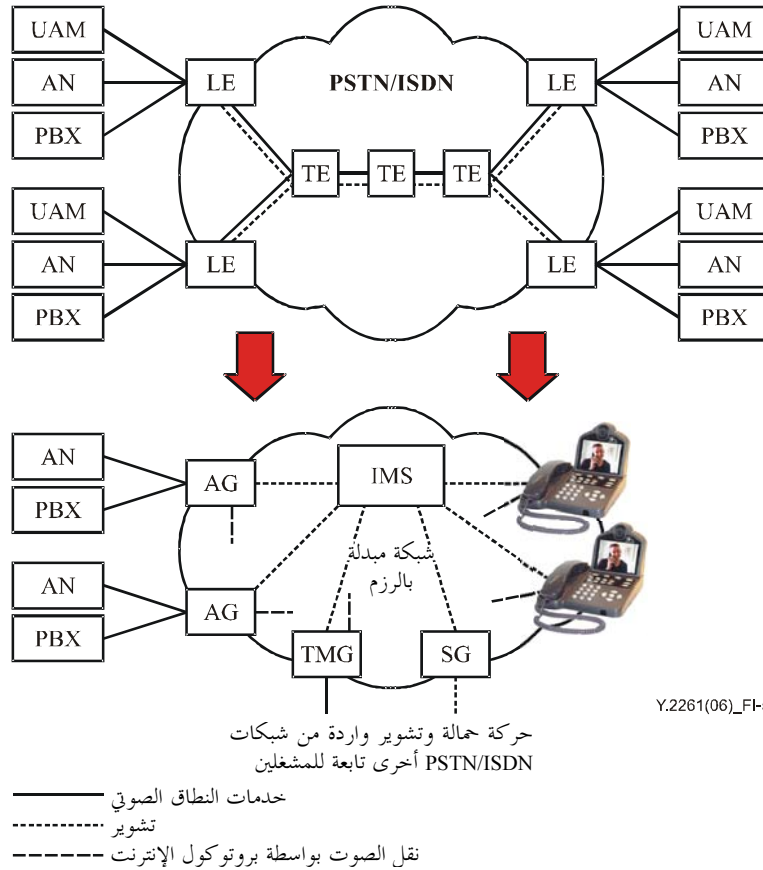 UAM
UAM
LE
PSTN/ISDN
LE
AN
AN
PBX
PBX
TE
TE
TE
UAM
UAM
LE
LE
AN
AN
PBX
PBX
AN
AG
IMS
PBX
شبكة مبدلة
بالرزم
AN
AG
PBX
TMG
SG
Y.2261(06)_FI-
حركة حمالة وتشوير واردة من شبكات
PSTN/ISDN أخرى تابعة للمشغلين
خدمات النطاق الصوتي
تشوير
نقل الصوت بواسطة بروتوكول الإنترنت